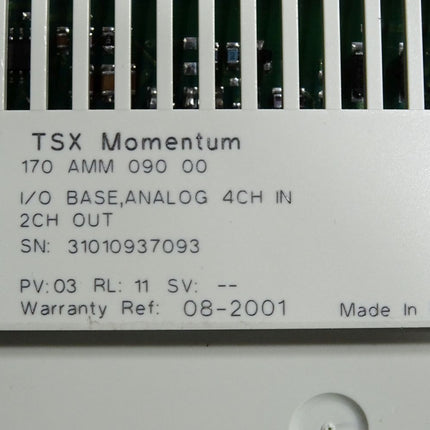 TSX Momentum
170 AMM 090 00
I/O BASE,ANALOG 4CH IN
2CH OUT
SN: 31010937093
PV:03 RL: 11 SV: --
Warranty Ref: 08-2001 Made In